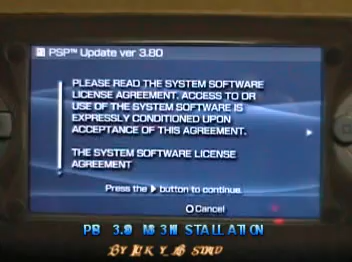 PSP™ Update ver 3.80
PLEASE READ THE SYSTEM SOFTWARE
LICENSE AGREEMENT. ACCESS TO OR
USE OF THE SYSTEM SOFTWARE IS
EXPRESSLY CONDITIONED UPON
ACCEPTANCE OF THIS AGREEMENT.
THE SYSTEM SOFTWARE LICENSE
AGREEMENT
Press the ▶ button to continue.
Cancel